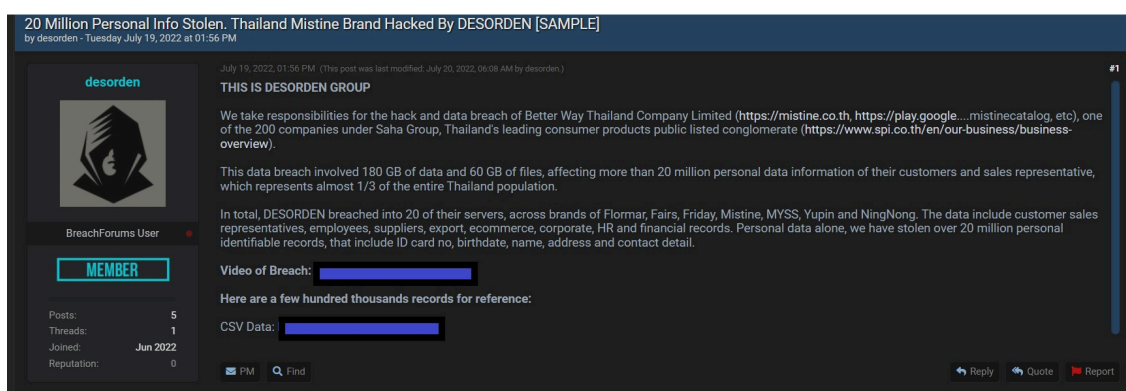 20 Million Personal Info Stolen. Thailand Mistine Brand Hacked By DESORDEN [SAMPLE]
by desorden - Tuesday July 19, 2022 at 01:56 PM
desorden
BreachForums User
MEMBER
Posts: 5
Threads: 1
Joined: Jun 2022
Reputation: 0
July 19, 2022, 01:56 PM (This post was last modified: July 20, 2022, 06:08 AM by desorden.)
#1
THIS IS DESORDEN GROUP
We take responsibilities for the hack and data breach of Better Way Thailand Company Limited (https://mistine.co.th, https://play.google....mistinecatalog, etc), one
of the 200 companies under Saha Group, Thailand's leading consumer products public listed conglomerate (https://www.spi.co.th/en/our-business/business-
overview).
This data breach involved 180 GB of data and 60 GB of files, affecting more than 20 million personal data information of their customers and sales representative,
which represents almost 1/3 of the entire Thailand population.
In total, DESORDEN breached into 20 of their servers, across brands of Flormar, Fairs, Friday, Mistine, MYSS, Yupin and NingNong. The data include customer sales
representatives, employees, suppliers, export, ecommerce, corporate, HR and financial records. Personal data alone, we have stolen over 20 million personal
identifiable records, that include ID card no, birthdate, name, address and contact detail.
Video of Breach:
Here are a few hundred thousands records for reference:
CSV Data:
PM Find Reply Quote Report